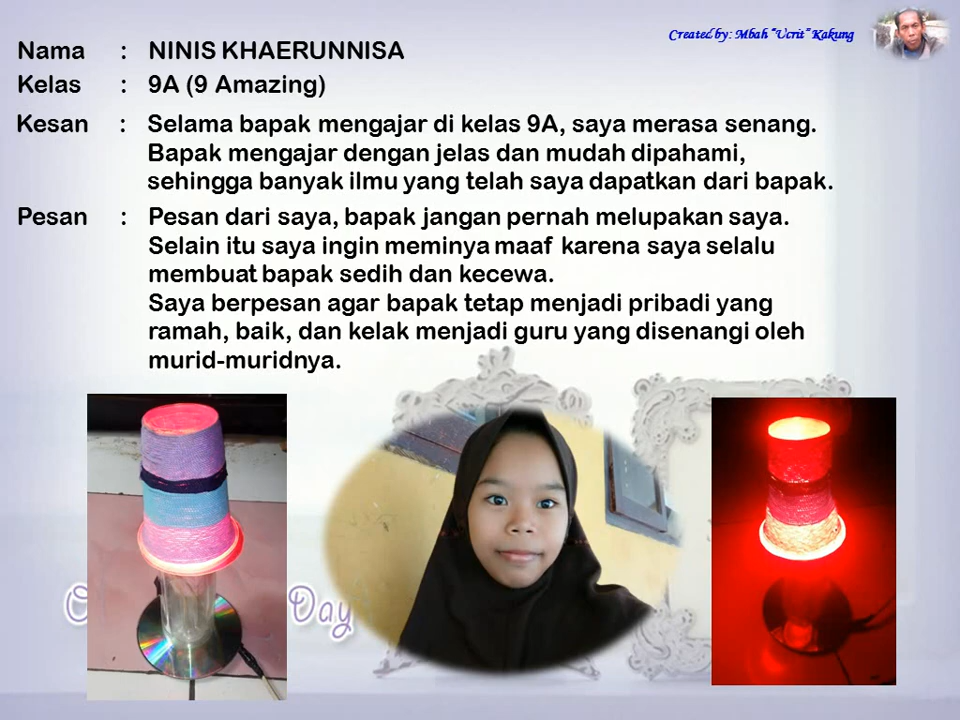 Created by: Mbah "Ucrit" Kakung
Nama : NINIS KHAERUNNISA
Kelas : 9A (9 Amazing)
Kesan : Selama bapak mengajar di kelas 9A, saya merasa senang.
Bapak mengajar dengan jelas dan mudah dipahami,
sehingga banyak ilmu yang telah saya dapatkan dari bapak.
Pesan : Pesan dari saya, bapak jangan pernah melupakan saya.
Selain itu saya ingin meminya maaf karena saya selalu
membuat bapak sedih dan kecewa.
Saya berpesan agar bapak tetap menjadi pribadi yang
ramah, baik, dan kelak menjadi guru yang disenangi oleh
murid-muridnya.
Day